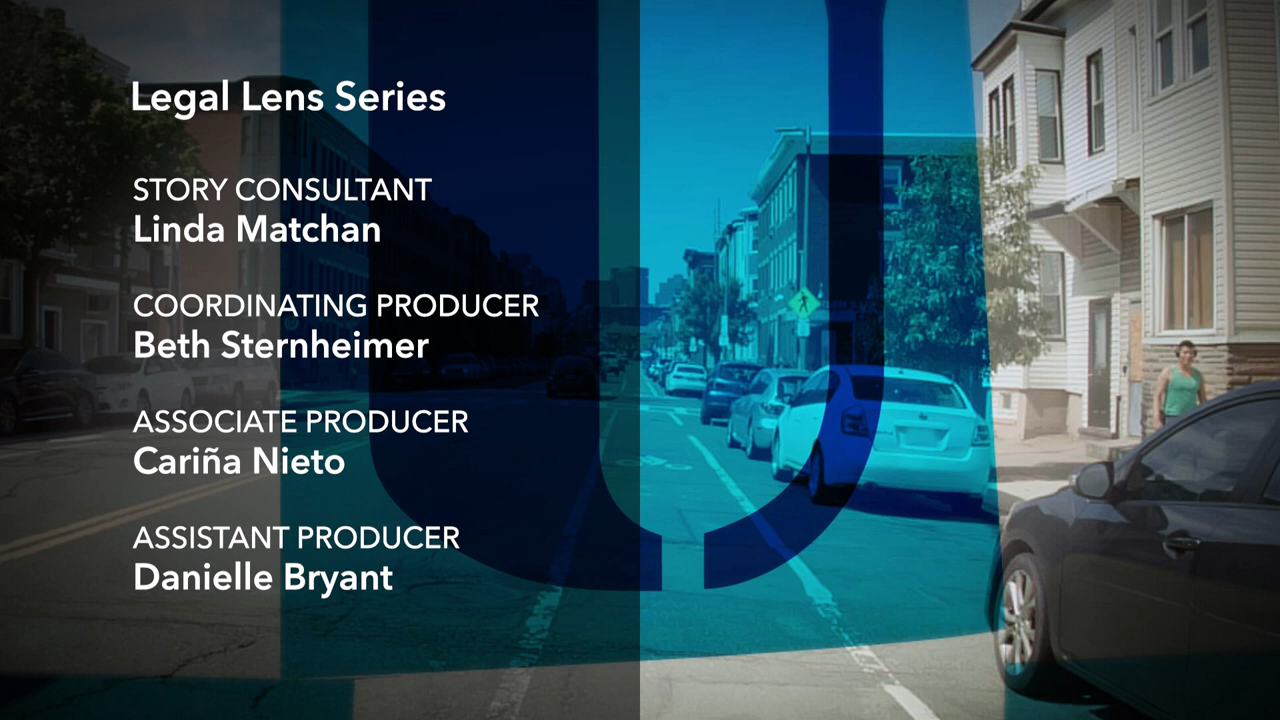 Legal Lens Series
STORY CONSULTANT
Linda Matchan
COORDINATING PRODUCER
Beth Sternheimer
ASSOCIATE PRODUCER
Cariña Nieto
ASSISTANT PRODUCER
Danielle Bryant